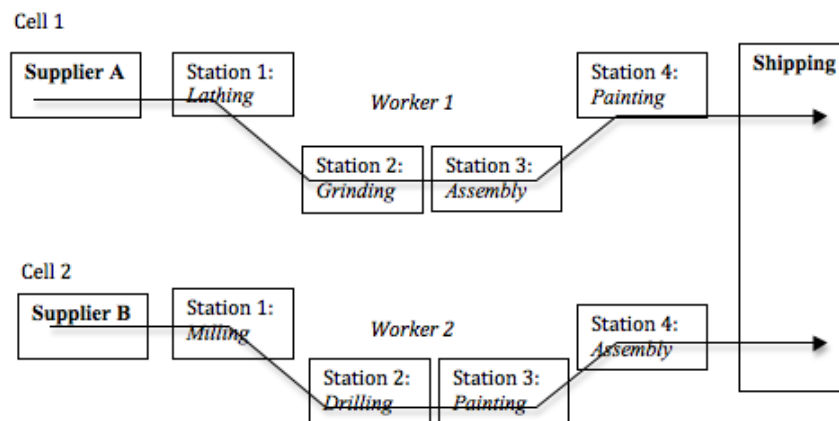 Cell 1
Supplier A
Station 1:
Lathing
Worker 1
Station 2:
Grinding
Station 3:
Assembly
Station 4:
Painting
Shipping
Cell 2
Supplier B
Station 1:
Milling
Worker 2
Station 2:
Drilling
Station 3:
Painting
Station 4:
Assembly